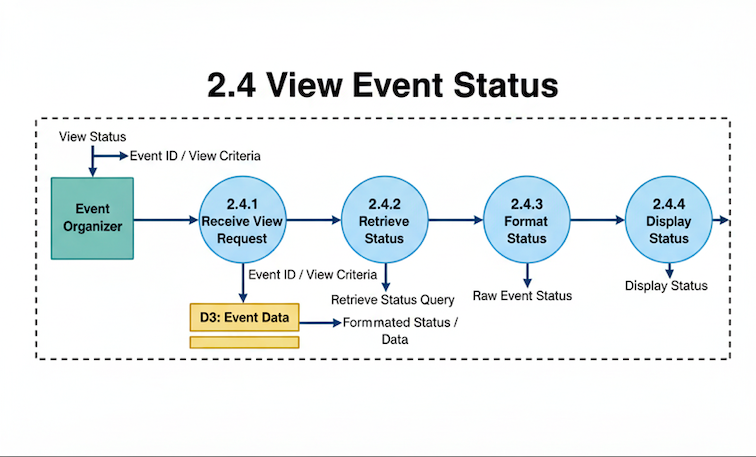 2.4 View Event Status
View Status
Event ID / View Criteria
Event
Organizer
2.4.1
Receive View
Request
2.4.2
Retrieve
Status
2.4.3
Format
Status
2.4.4
Display
Status
Event ID / View Criteria
Retrieve Status Query
Raw Event Status
Display Status
D3: Event Data
Formmated Status /
Data